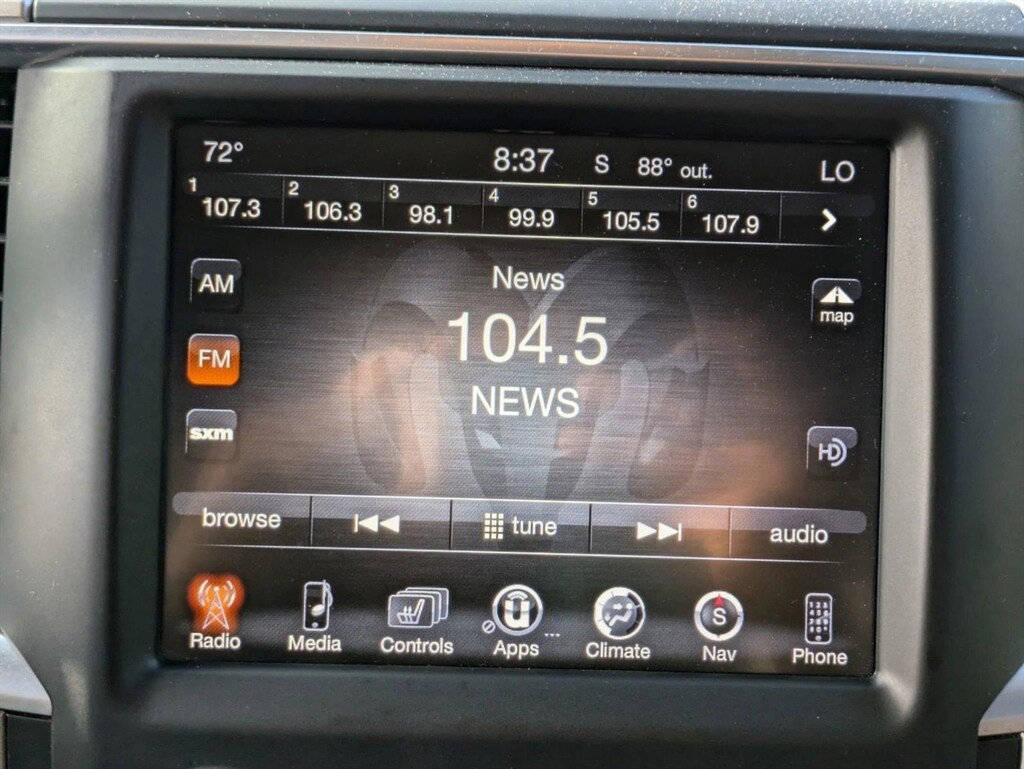 72° 8:37 S 88° out. LO
1 107.3 2 106.3 3 98.1 4 99.9 5 105.5 6 107.9
AM
News
map
104.5
FM
NEWS
sxm
HD
browse tune audio
Radio Media Controls Apps ... Climate S Nav Phone